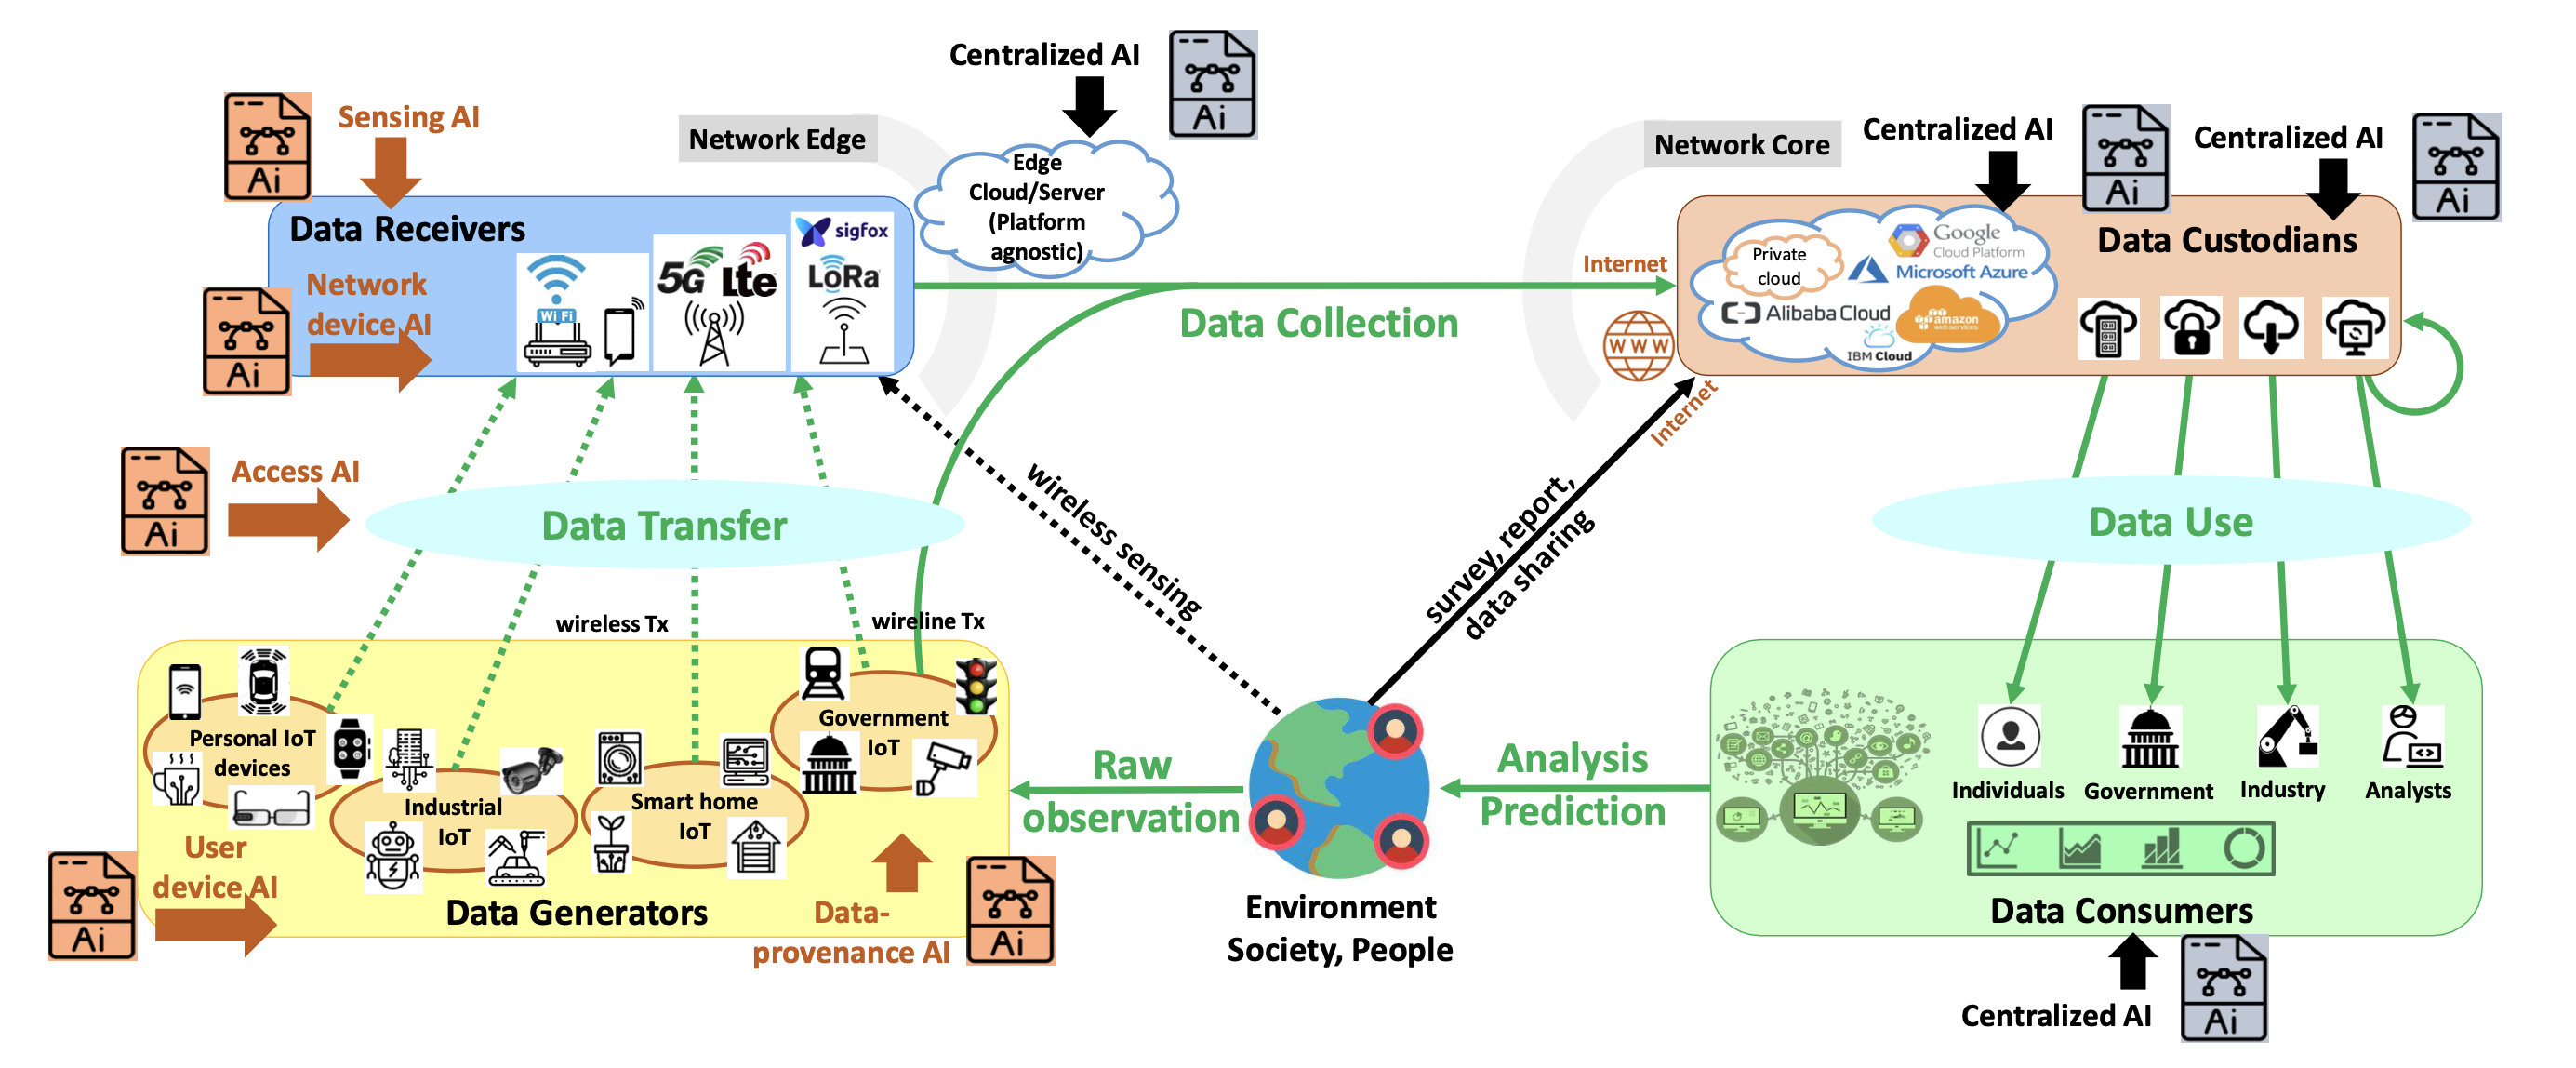 Centralized AI
Ai
Sensing AI
Ai
Network Edge
Edge
Cloud/Server
(Platform
agnostic)
Network Core
Centralized AI
Ai
Centralized AI
Ai
Data Receivers
Network
device AI
Ai
Wi Fi
5G Lte
sigfox
LoRa
Data Collection
Internet
WWW
Internet
Private
cloud
Google
Cloud Platform
Microsoft Azure
Alibaba Cloud
amazon
webservices
IBM Cloud
Data Custodians
Access AI
Ai
Data Transfer
wireless sensing
survey, report,
data sharing
Data Use
wireless Tx
wireline Tx
Personal IoT
devices
Industrial
IoT
Smart home
IoT
Government
IoT
User
device AI
Ai
Data Generators
Data-
provenance AI
Ai
Raw
observation
Environment
Society, People
Analysis
Prediction
Individuals
Government
Industry
Analysts
Data Consumers
Centralized AI
Ai